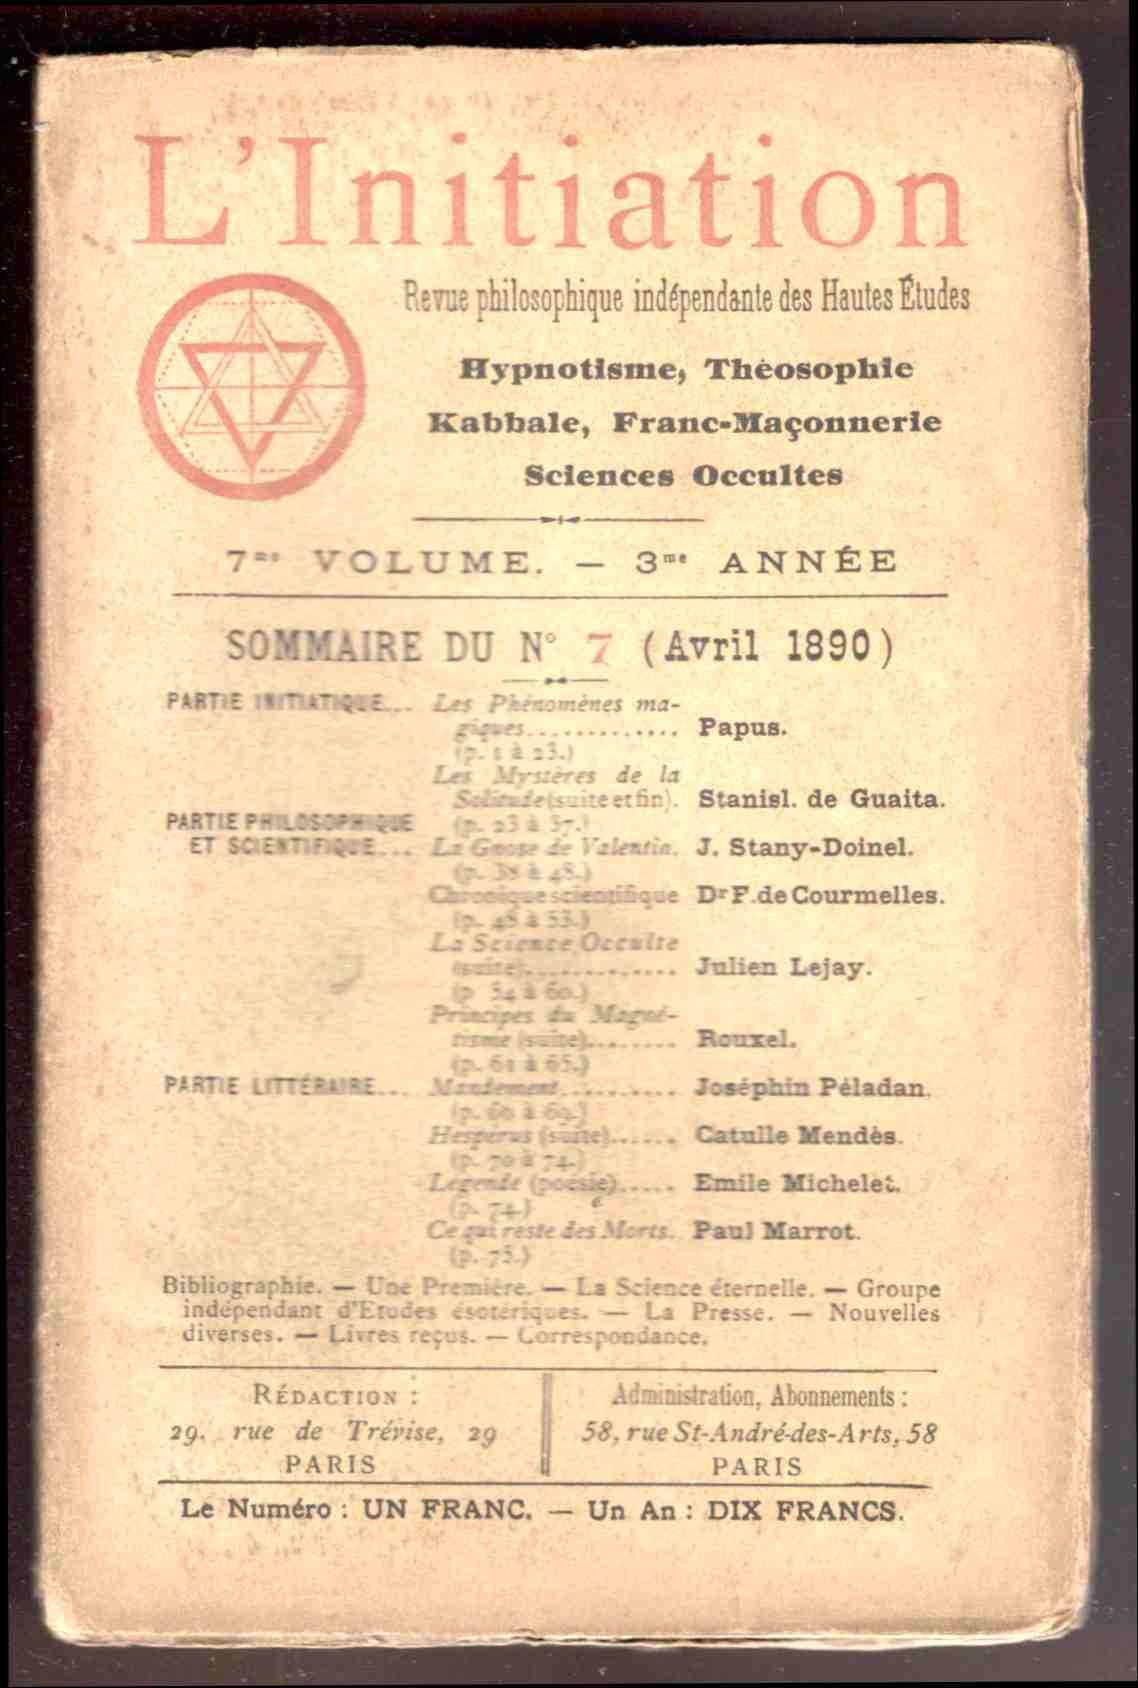 L'Initiation
Revue philosophique indépendante des Hautes Études
Hypnotisme, Théosophie
Kabbale, Franc-Maçonnerie
Sciences Occultes
7me VOLUME. — 3me ANNÉE
SOMMAIRE DU N° 7 (Avril 1890)
PARTIE INITIATIQUE... Les Phénomènes ma-
giques............. Papus.
(p. 1 à 23.)
Les Mystères de la
Solitude (suite et fin). Stanisl. de Guaita.
(p. 23 à 37.)
PARTIE PHILOSOPHIQUE
ET SCIENTIFIQUE... La Gnose de Valentin. J. Stany-Doinel.
(p. 38 à 48.)
Chronique scientifique Dr F. de Courmelles.
(p. 48 à 53.)
La Science Occulte
(suite)............. Julien Lejay.
(p 54 à 60.)
Principes du Magné-
tisme (suite)........ Rouxel.
(p. 61 à 65.)
PARTIE LITTÉRAIRE... Mandement.......... Joséphin Péladan.
(p. à 69.)
Hesperus (suite)...... Catulle Mendès.
(p. 70 à 74.)
Légende (poésie)..... Emile Michelet.
(p. 74.)
Ce qui reste des Morts. Paul Marrot.
(p. 75.)
Bibliographie. — Une Première. — La Science éternelle. — Groupe
indépendant d'Etudes ésotériques. — La Presse. — Nouvelles
diverses. — Livres reçus. — Correspondance.
RÉDACTION :
29, rue de Trévise, 29
PARIS
Administration, Abonnements :
58, rue St-André-des-Arts, 58
PARIS
Le Numéro : UN FRANC. — Un An : DIX FRANCS.